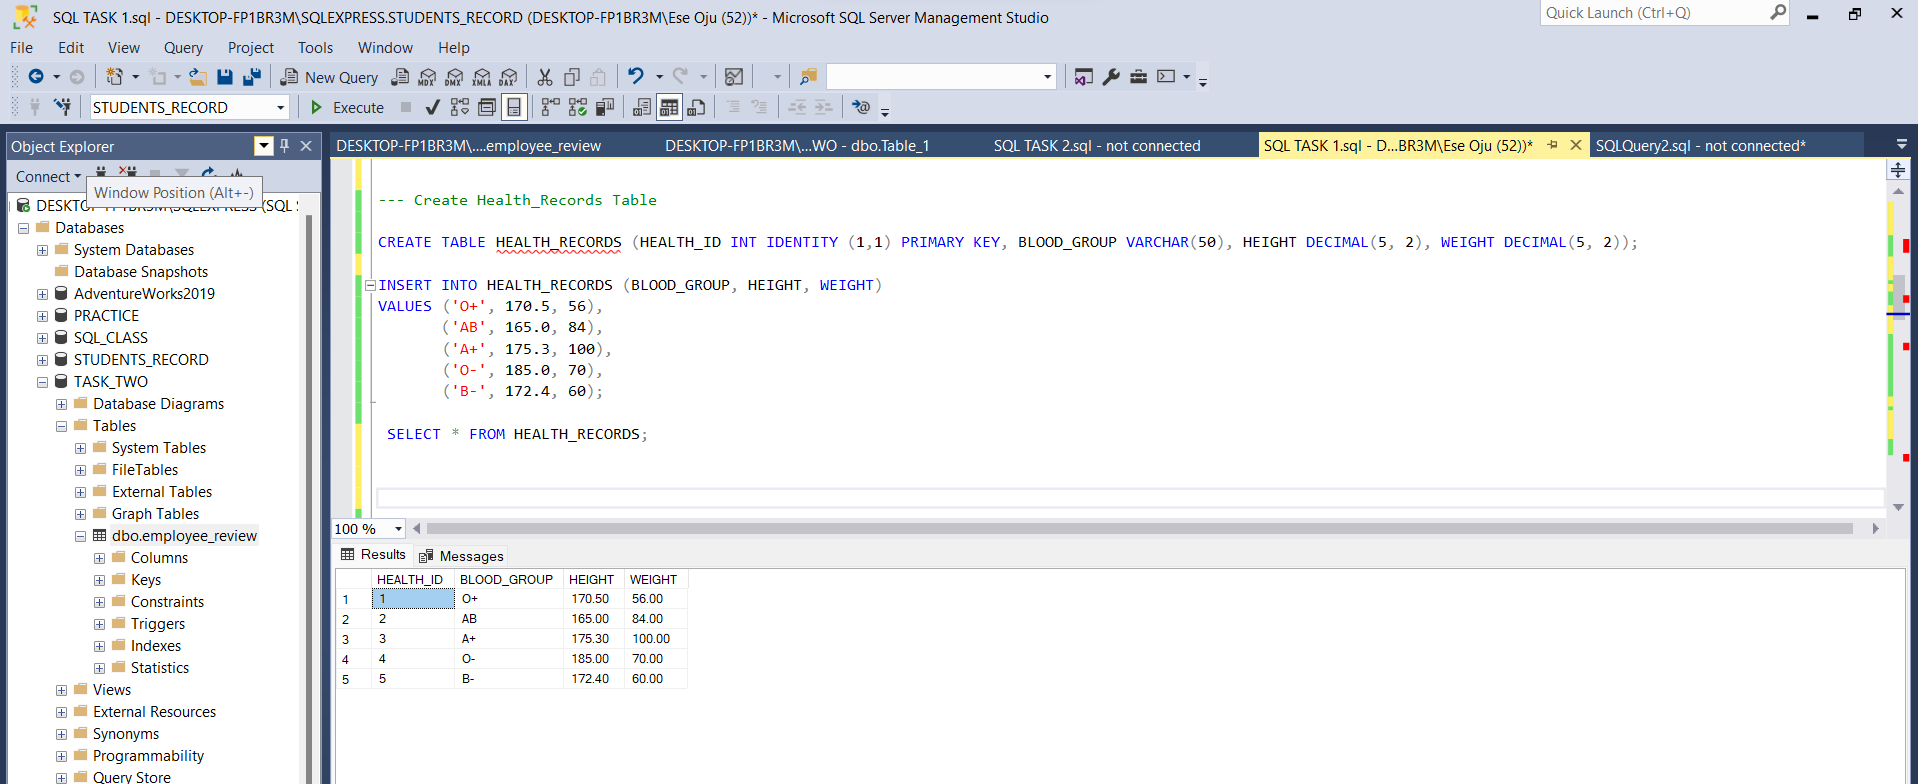 SQL TASK 1.sql - DESKTOP-FP1BR3M\SQLEXPRESS.STUDENTS_RECORD (DESKTOP-FP1BR3M\Ese Oju (52))* - Microsoft SQL Server Management Studio
Quick Launch (Ctrl+Q)
File Edit View Query Project Tools Window Help
New Query MDX DMX XMLA DAX
STUDENTS_RECORD Execute
Object Explorer
Connect
Window Position (Alt+-)
Databases
System Databases
Database Snapshots
AdventureWorks2019
PRACTICE
SQL_CLASS
STUDENTS_RECORD
TASK_TWO
Database Diagrams
Tables
System Tables
FileTables
External Tables
Graph Tables
dbo.employee_review
Columns
Keys
Constraints
Triggers
Indexes
Statistics
Views
External Resources
Synonyms
Programmability
Query Store
DESKTOP-FP1BR3M\....employee_review DESKTOP-FP1BR3M\...WO - dbo.Table_1 SQL TASK 2.sql - not connected SQL TASK 1.sql - D...BR3M\Ese Oju (52))* SQLQuery2.sql - not connected*
--- Create Health_Records Table
CREATE TABLE HEALTH_RECORDS (HEALTH_ID INT IDENTITY (1,1) PRIMARY KEY, BLOOD_GROUP VARCHAR(50), HEIGHT DECIMAL(5, 2), WEIGHT DECIMAL(5, 2));
INSERT INTO HEALTH_RECORDS (BLOOD_GROUP, HEIGHT, WEIGHT)
VALUES ('O+', 170.5, 56),
('AB', 165.0, 84),
('A+', 175.3, 100),
('O-', 185.0, 70),
('B-', 172.4, 60);
SELECT * FROM HEALTH_RECORDS;
100 %
Results Messages
HEALTH_ID BLOOD_GROUP HEIGHT WEIGHT
1 1 O+ 170.50 56.00
2 2 AB 165.00 84.00
3 3 A+ 175.30 100.00
4 4 O- 185.00 70.00
5 5 B- 172.40 60.00